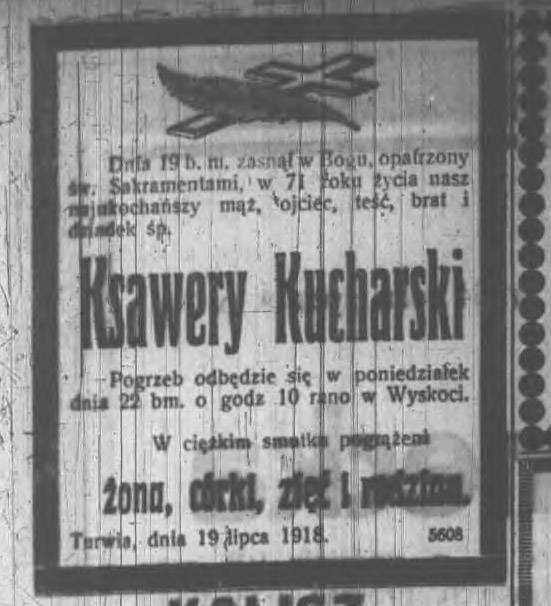 Dnia 19 b. m. zasnął w Bogu, opatrzony
św. Sakramentami, w 71 roku życia nasz
najukochańszy mąż, ojciec, teść, brat i
dziadek śp.
Ksawery Kucharski
Pogrzeb odbędzie się w poniedziałek
dnia 22 bm. o godz 10 rano w Wyskoci.
W ciężkim smutku pogrążeni
żona, córki, zięć i rodzina.
Turwia, dnia 19 lipca 1918. 5608